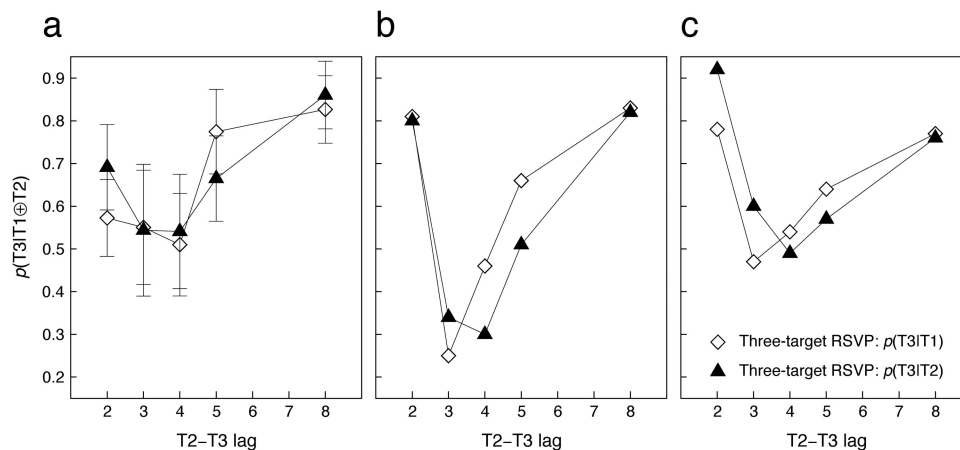 a b c
p(T3|T1⊕T2)
0.9
0.8
0.7
0.6
0.5
0.4
0.3
0.2
2 3 4 5 6 7 8
2 3 4 5 6 7 8
2 3 4 5 6 7 8
T2–T3 lag
T2–T3 lag
T2–T3 lag
Three-target RSVP: p(T3|T1)
Three-target RSVP: p(T3|T2)